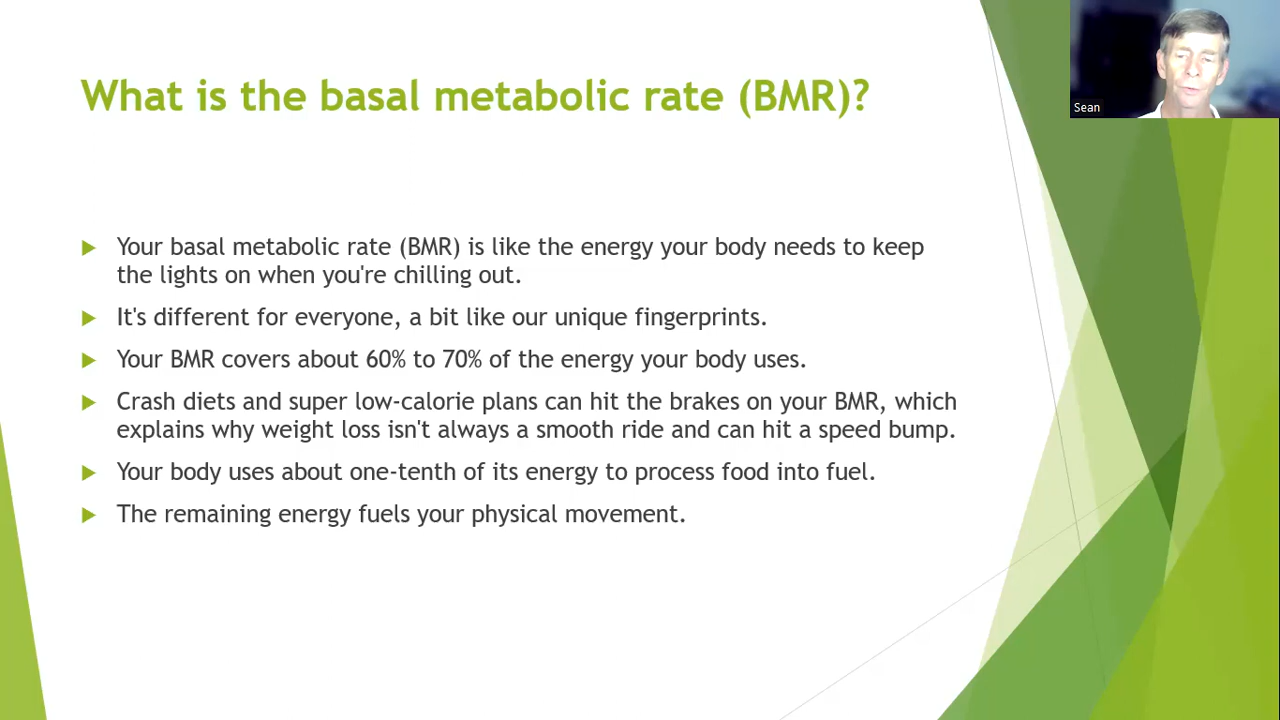 What is the basal metabolic rate (BMR)?
Sean
Your basal metabolic rate (BMR) is like the energy your body needs to keep
the lights on when you're chilling out.
It's different for everyone, a bit like our unique fingerprints.
Your BMR covers about 60% to 70% of the energy your body uses.
Crash diets and super low-calorie plans can hit the brakes on your BMR, which
explains why weight loss isn't always a smooth ride and can hit a speed bump.
Your body uses about one-tenth of its energy to process food into fuel.
The remaining energy fuels your physical movement.